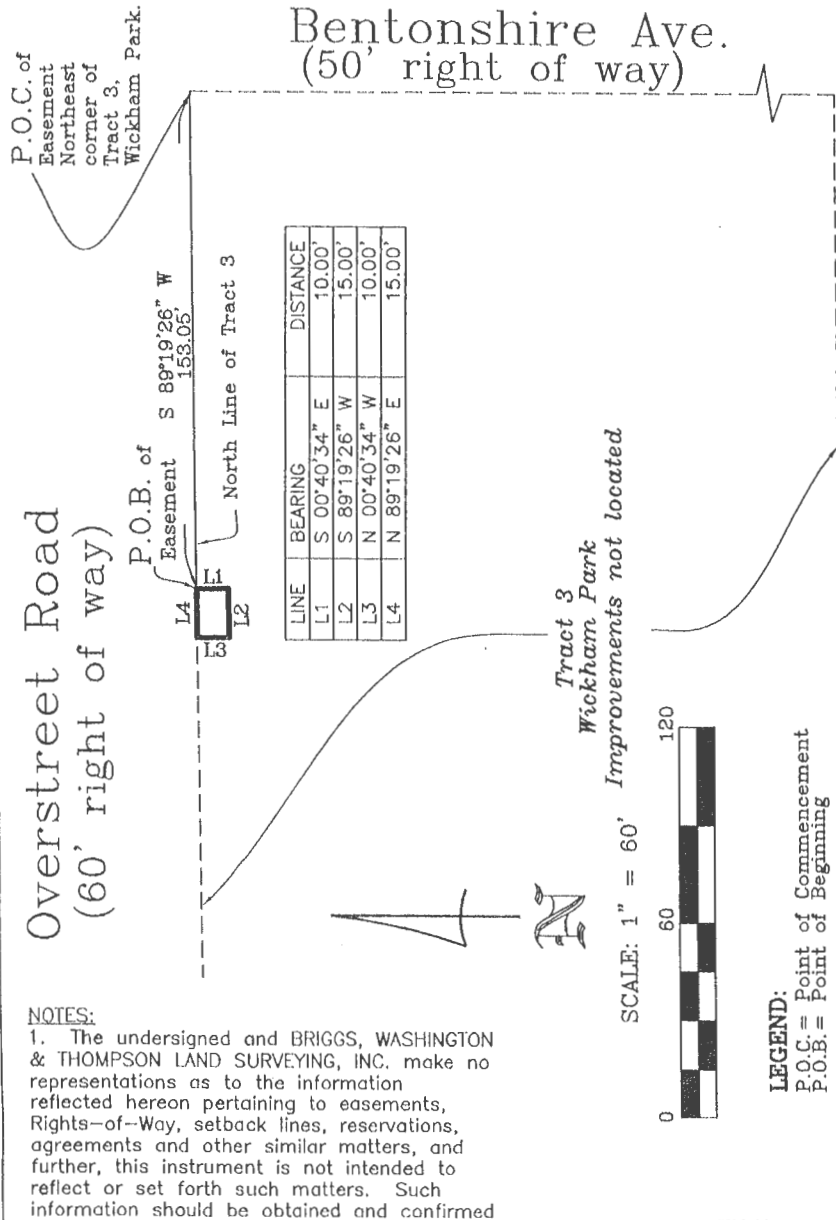 Bentonshire Ave.
(50' right of way)
P.O.C. of
Easement
Northeast
corner of
Tract 3,
Wickham Park.
Overstreet Road
(60' right of way)
P.O.B. of
Easement
S 89°19'26" W
153.05'
North Line of Tract 3
L4
L1
L3
L2
LINE BEARING DISTANCE
L1 S 00°40'34" E 10.00'
L2 S 89°19'26" W 15.00'
L3 N 00°40'34" W 10.00'
L4 N 89°19'26" E 15.00'
Tract 3
Wickham Park
Improvements not located
N
SCALE: 1" = 60'
0 60 120
LEGEND:
P.O.C.= Point of Commencement
P.O.B.= Point of Beginning
NOTES:
1. The undersigned and BRIGGS, WASHINGTON
& THOMPSON LAND SURVEYING, INC. make no
representations as to the information
reflected hereon pertaining to easements,
Rights-of-Way, setback lines, reservations,
agreements and other similar matters, and
further, this instrument is not intended to
reflect or set forth such matters. Such
information should be obtained and confirmed